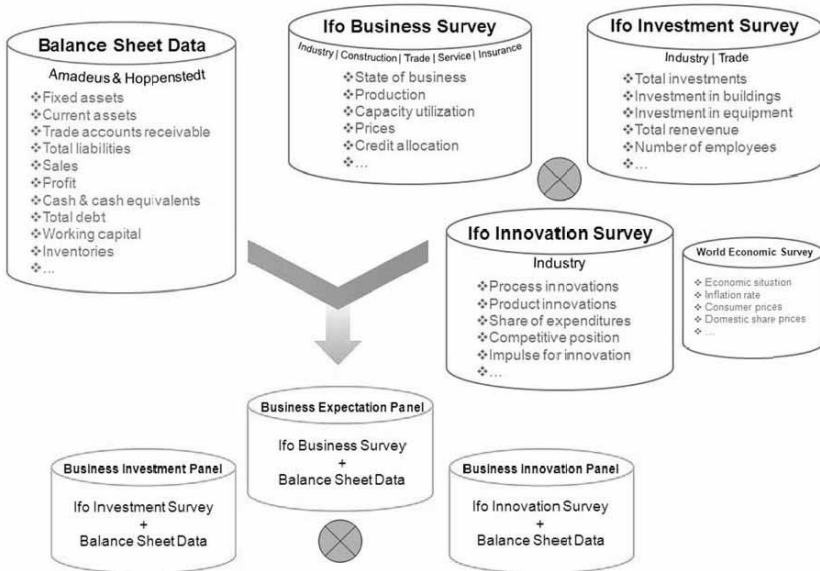 Balance Sheet Data
Amadeus & Hoppenstedt
❖Fixed assets
❖Current assets
❖Trade accounts receivable
❖Total liabilities
❖Sales
❖Profit
❖Cash & cash equivalents
❖Total debt
❖Working capital
❖Inventories
❖...
Ifo Business Survey
Industry | Construction | Trade | Service | Insurance
❖State of business
❖Production
❖Capacity utilization
❖Prices
❖Credit allocation
❖...
Ifo Investment Survey
Industry | Trade
❖Total investments
❖Investment in buildings
❖Investment in equipment
❖Total renevenue
❖Number of employees
❖...
Ifo Innovation Survey
Industry
❖Process innovations
❖Product innovations
❖Share of expenditures
❖Competitive position
❖Impulse for innovation
❖...
World Economic Survey
❖ Economic situation
❖ Inflation rate
❖ Consumer prices
❖ Domestic share prices
❖ ...
Business Expectation Panel
Ifo Business Survey
+
Balance Sheet Data
Business Investment Panel
Ifo Investment Survey
+
Balance Sheet Data
Business Innovation Panel
Ifo Innovation Survey
+
Balance Sheet Data